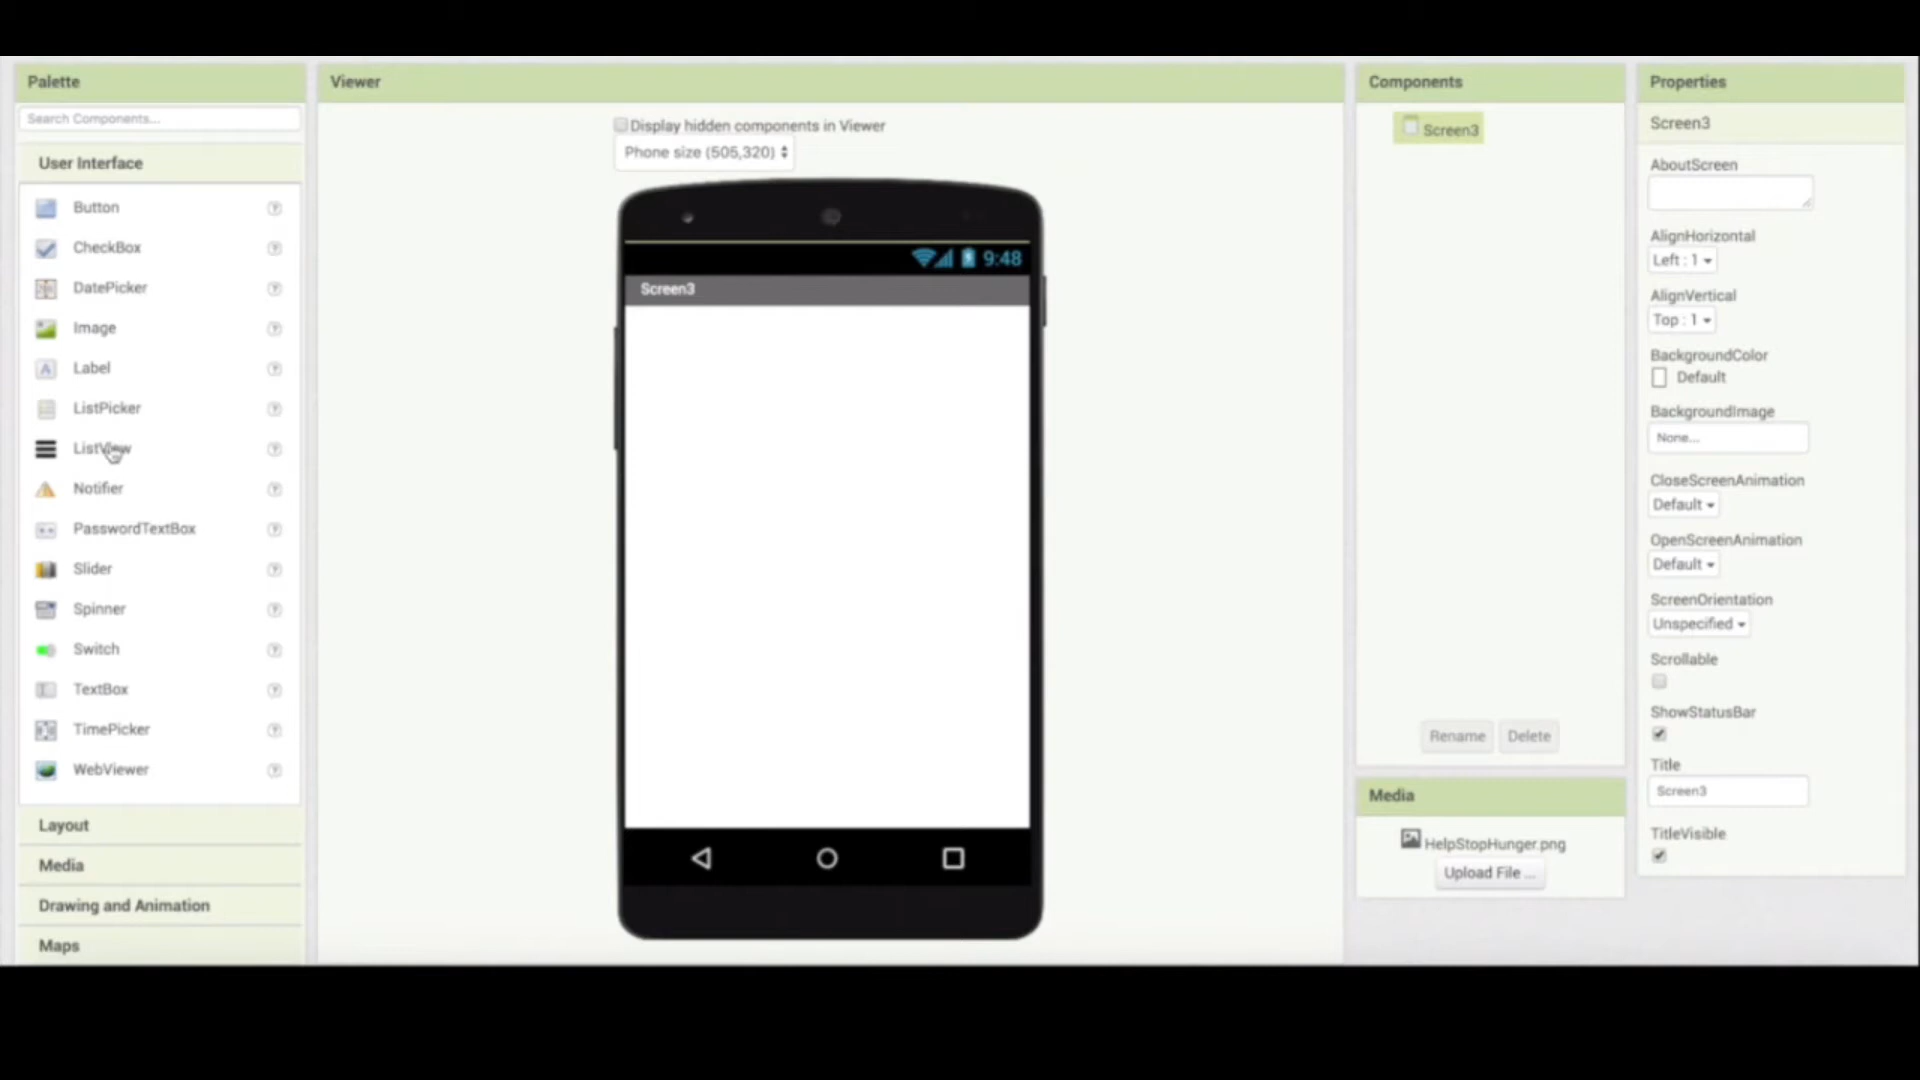 Palette
Search Components...
User Interface
Button
CheckBox
DatePicker
Image
Label
ListPicker
ListView
Notifier
PasswordTextBox
Slider
Spinner
Switch
TextBox
TimePicker
WebViewer
Layout
Media
Drawing and Animation
Maps
Viewer
Display hidden components in Viewer
Phone size (505,320)
9:48
Screen3
Components
Screen3
Rename Delete
Media
HelpStopHunger.png
Upload File ...
Properties
Screen3
AboutScreen
AlignHorizontal
Left : 1
AlignVertical
Top : 1
BackgroundColor
Default
BackgroundImage
None...
CloseScreenAnimation
Default
OpenScreenAnimation
Default
ScreenOrientation
Unspecified
Scrollable
ShowStatusBar
Title
Screen3
TitleVisible